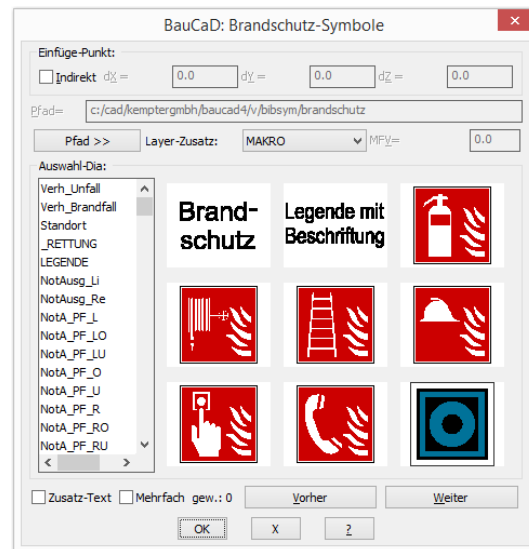 BauCaD: Brandschutz-Symbole
Einfüge-Punkt:
Indirekt dX = 0.0 dY = 0.0 dZ = 0.0
Pfad= c:/cad/kemptergmbh/baucad4/v/bibsym/brandschutz
Pfad >> Layer-Zusatz: MAKRO MFV= 0.0
Auswahl-Dia:
Verh_Unfall
Verh_Brandfall
Standort
_RETTUNG
LEGENDE
NotAusg_Li
NotAusg_Re
NotA_PF_L
NotA_PF_LO
NotA_PF_LU
NotA_PF_O
NotA_PF_U
NotA_PF_R
NotA_PF_RO
NotA_PF_RU
Brand-
schutz
Legende mit
Beschriftung
Zusatz-Text Mehrfach gew.: 0 Vorher Weiter
OK X ?